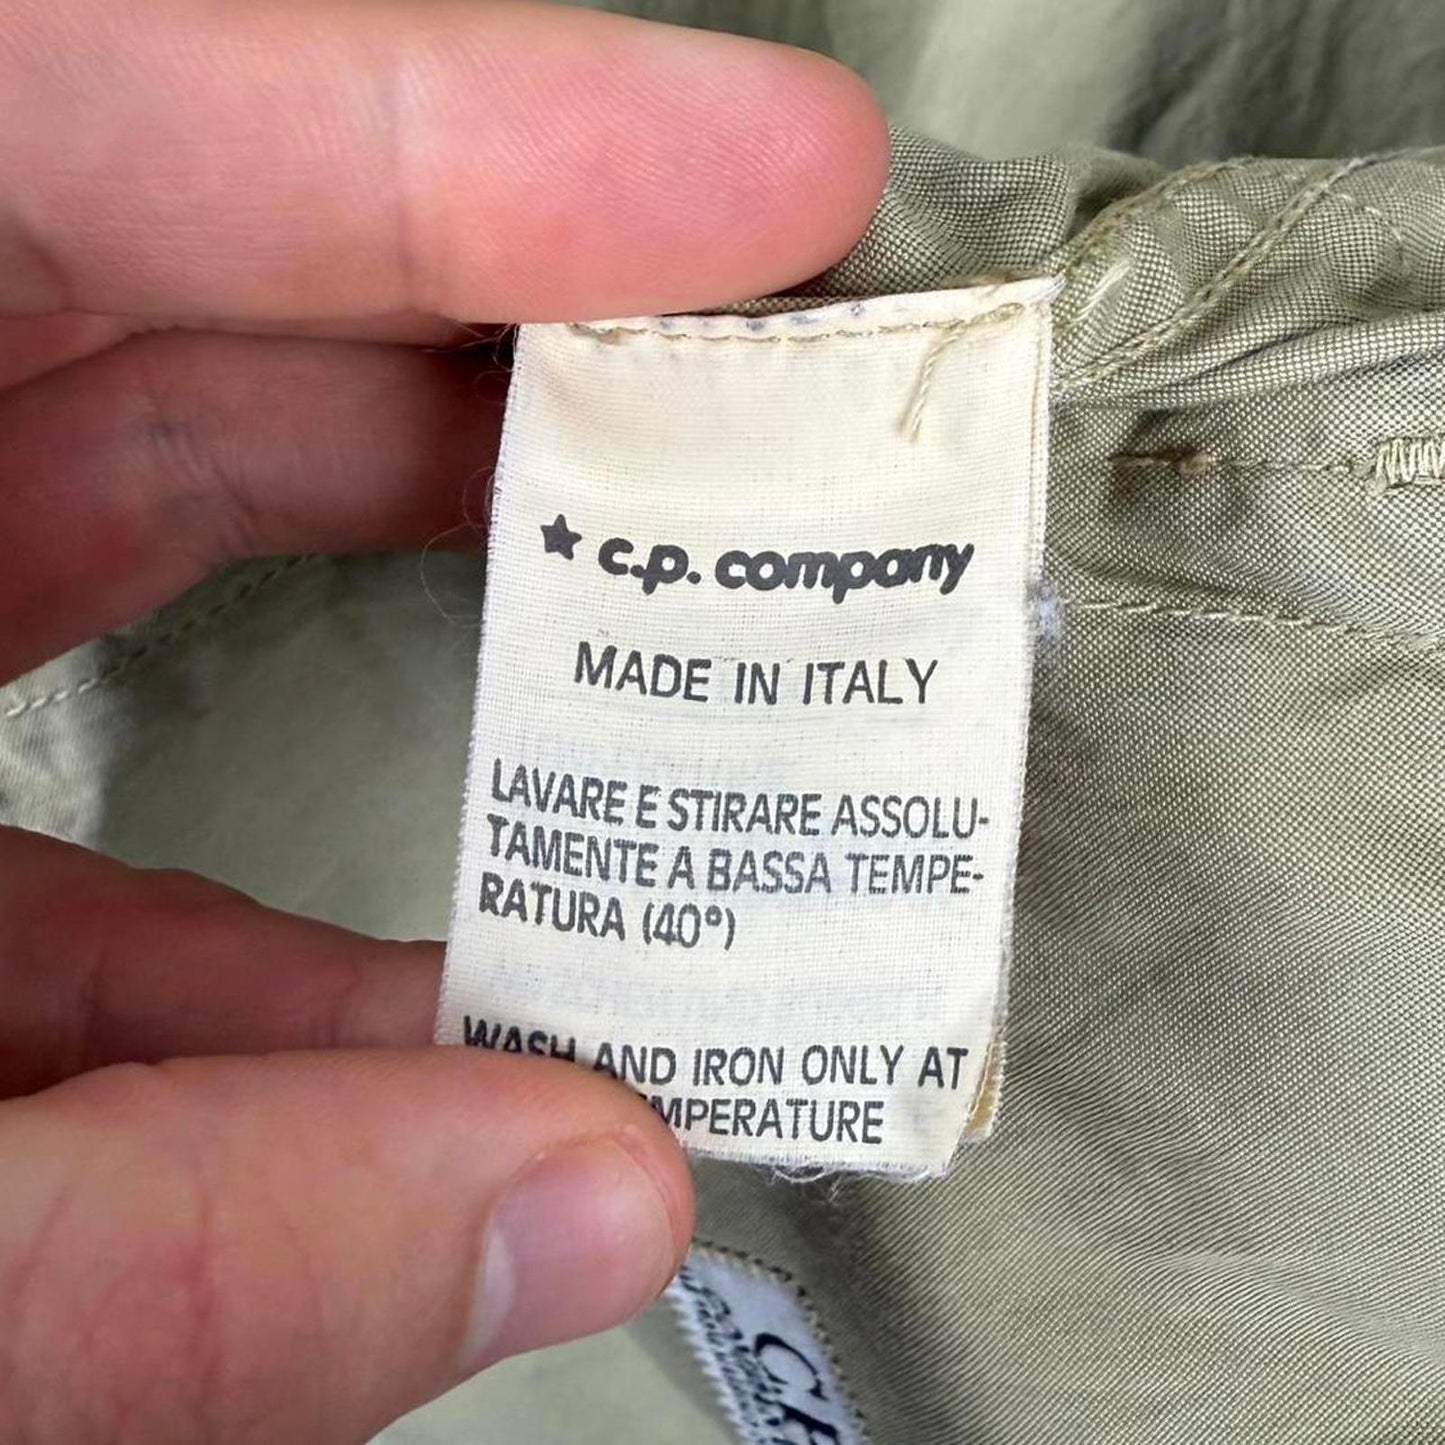 ★ c.p. company
MADE IN ITALY
LAVARE E STIRARE ASSOLU-
TAMENTE A BASSA TEMPE-
RATURA (40°)
WASH AND IRON ONLY AT
MPERATURE